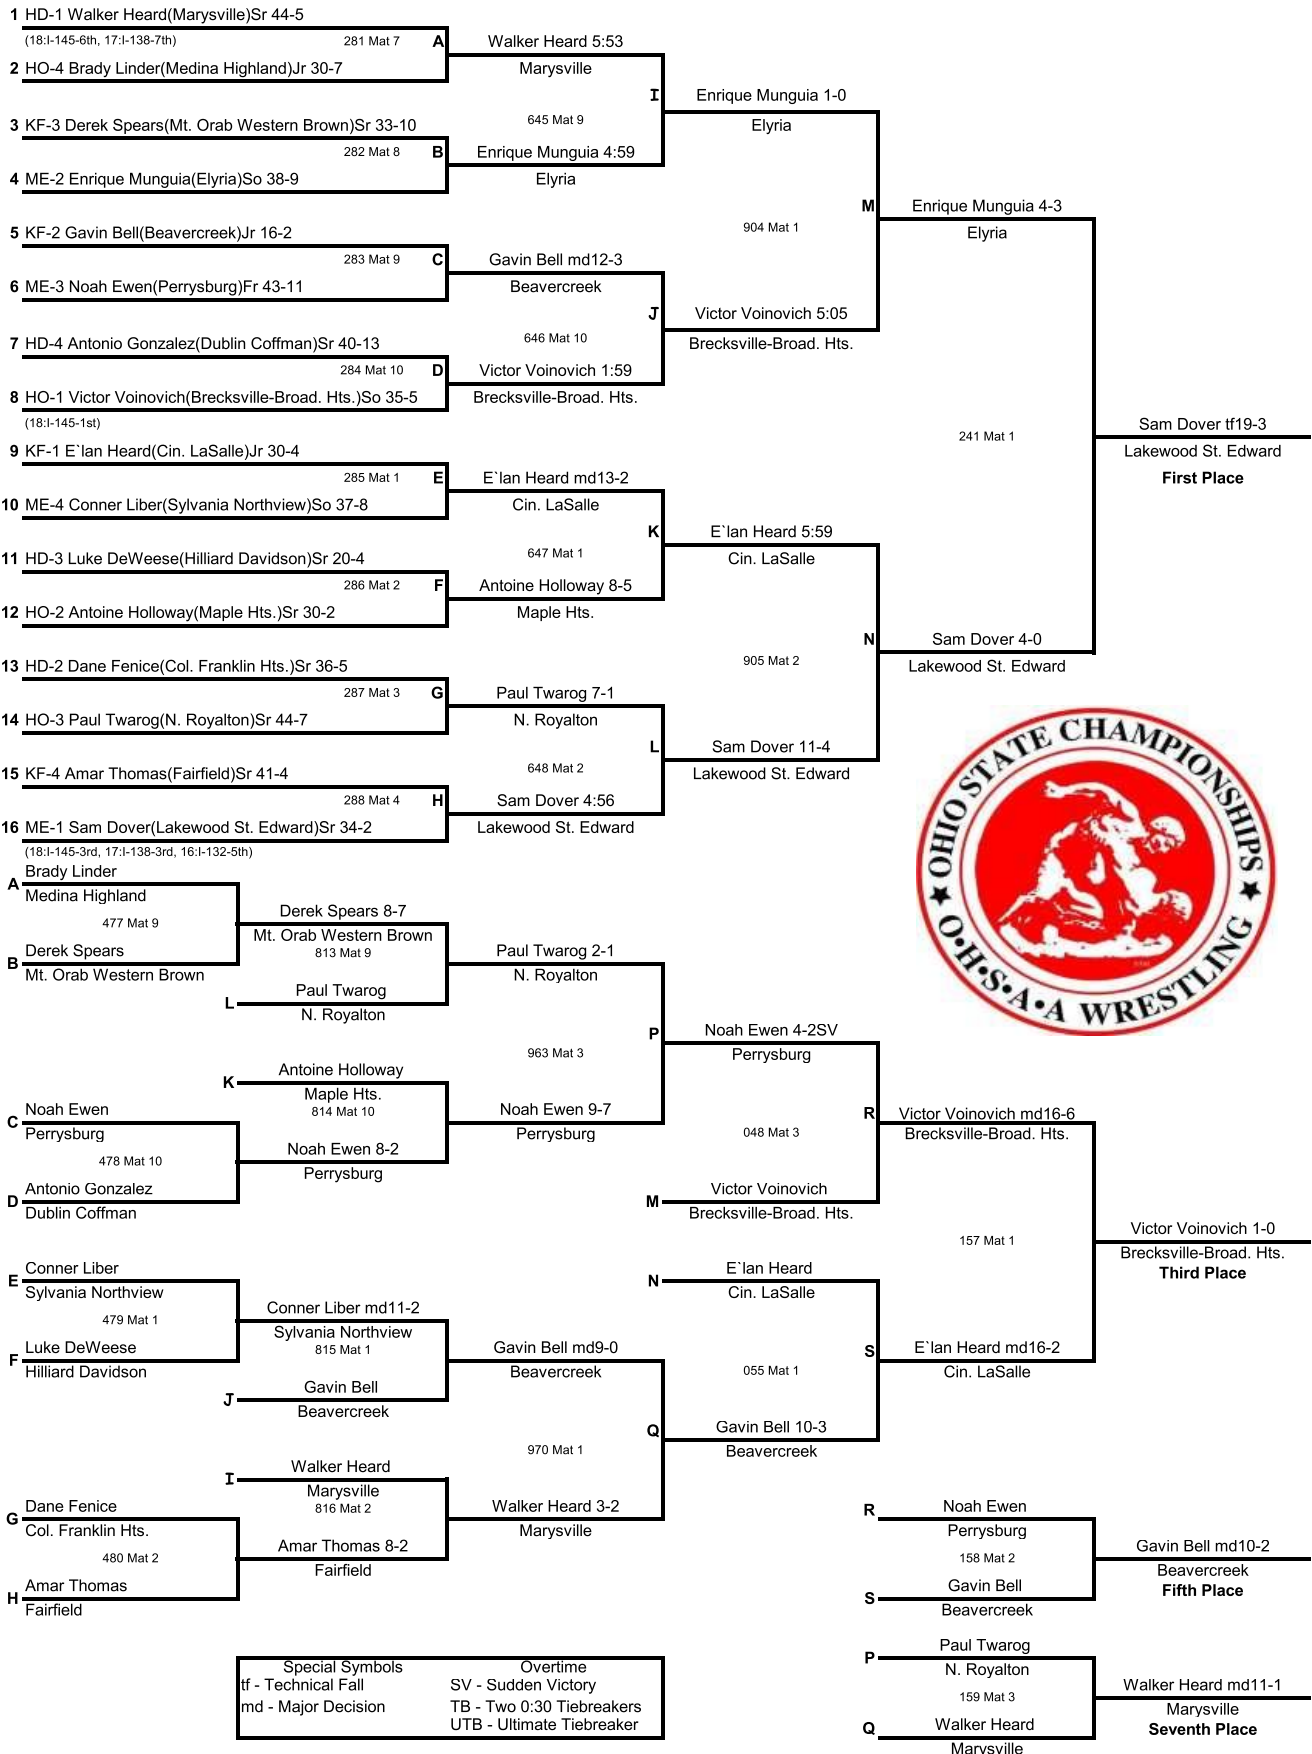 1 HD-1 Walker Heard(Marysville)Sr 44-5
(18:I-145-6th, 17:I-138-7th)
281 Mat 7 A
2 HO-4 Brady Linder(Medina Highland)Jr 30-7
Walker Heard 5:53
Marysville
3 KF-3 Derek Spears(Mt. Orab Western Brown)Sr 33-10
282 Mat 8 B
4 ME-2 Enrique Munguia(Elyria)So 38-9
645 Mat 9
I
Enrique Munguia 4:59
Elyria
Enrique Munguia 1-0
Elyria
5 KF-2 Gavin Bell(Beavercreek)Jr 16-2
283 Mat 9 C
6 ME-3 Noah Ewen(Perrysburg)Fr 43-11
Gavin Bell md12-3
Beavercreek
7 HD-4 Antonio Gonzalez(Dublin Coffman)Sr 40-13
284 Mat 10 D
8 HO-1 Victor Voinovich(Brecksville-Broad. Hts.)So 35-5
(18:I-145-1st)
646 Mat 10
J
Victor Voinovich 1:59
Brecksville-Broad. Hts.
Victor Voinovich 5:05
Brecksville-Broad. Hts.
904 Mat 1
M
Enrique Munguia 4-3
Elyria
9 KF-1 E`lan Heard(Cin. LaSalle)Jr 30-4
285 Mat 1 E
10 ME-4 Conner Liber(Sylvania Northview)So 37-8
E`lan Heard md13-2
Cin. LaSalle
11 HD-3 Luke DeWeese(Hilliard Davidson)Sr 20-4
286 Mat 2 F
12 HO-2 Antoine Holloway(Maple Hts.)Sr 30-2
647 Mat 1
K
Antoine Holloway 8-5
Maple Hts.
E`lan Heard 5:59
Cin. LaSalle
13 HD-2 Dane Fenice(Col. Franklin Hts.)Sr 36-5
287 Mat 3 G
14 HO-3 Paul Twarog(N. Royalton)Sr 44-7
Paul Twarog 7-1
N. Royalton
15 KF-4 Amar Thomas(Fairfield)Sr 41-4
288 Mat 4 H
16 ME-1 Sam Dover(Lakewood St. Edward)Sr 34-2
(18:I-145-3rd, 17:I-138-3rd, 16:I-132-5th)
648 Mat 2
L
Sam Dover 4:56
Lakewood St. Edward
Sam Dover 11-4
Lakewood St. Edward
905 Mat 2
N
Sam Dover 4-0
Lakewood St. Edward
241 Mat 1
Sam Dover tf19-3
Lakewood St. Edward
First Place
OHIO STATE CHAMPIONSHIPS
O•H•S•A•A WRESTLING
A Brady Linder
Medina Highland
477 Mat 9
B Derek Spears
Mt. Orab Western Brown
Derek Spears 8-7
Mt. Orab Western Brown
813 Mat 9
L Paul Twarog
N. Royalton
Paul Twarog 2-1
N. Royalton
K Antoine Holloway
Maple Hts.
814 Mat 10
C Noah Ewen
Perrysburg
478 Mat 10
D Antonio Gonzalez
Dublin Coffman
Noah Ewen 8-2
Perrysburg
963 Mat 3
Noah Ewen 9-7
Perrysburg
P
Noah Ewen 4-2SV
Perrysburg
048 Mat 3
M Victor Voinovich
Brecksville-Broad. Hts.
R
Victor Voinovich md16-6
Brecksville-Broad. Hts.
E Conner Liber
Sylvania Northview
479 Mat 1
F Luke DeWeese
Hilliard Davidson
Conner Liber md11-2
Sylvania Northview
815 Mat 1
J Gavin Bell
Beavercreek
Gavin Bell md9-0
Beavercreek
I Walker Heard
Marysville
816 Mat 2
G Dane Fenice
Col. Franklin Hts.
480 Mat 2
H Amar Thomas
Fairfield
Amar Thomas 8-2
Fairfield
970 Mat 1
Walker Heard 3-2
Marysville
Q
Gavin Bell 10-3
Beavercreek
N E`lan Heard
Cin. LaSalle
055 Mat 1
S
E`lan Heard md16-2
Cin. LaSalle
157 Mat 1
Victor Voinovich 1-0
Brecksville-Broad. Hts.
Third Place
R Noah Ewen
Perrysburg
158 Mat 2
S Gavin Bell
Beavercreek
Gavin Bell md10-2
Beavercreek
Fifth Place
P Paul Twarog
N. Royalton
159 Mat 3
Q Walker Heard
Marysville
Walker Heard md11-1
Marysville
Seventh Place
Special Symbols
tf - Technical Fall
md - Major Decision
Overtime
SV - Sudden Victory
TB - Two 0:30 Tiebreakers
UTB - Ultimate Tiebreaker